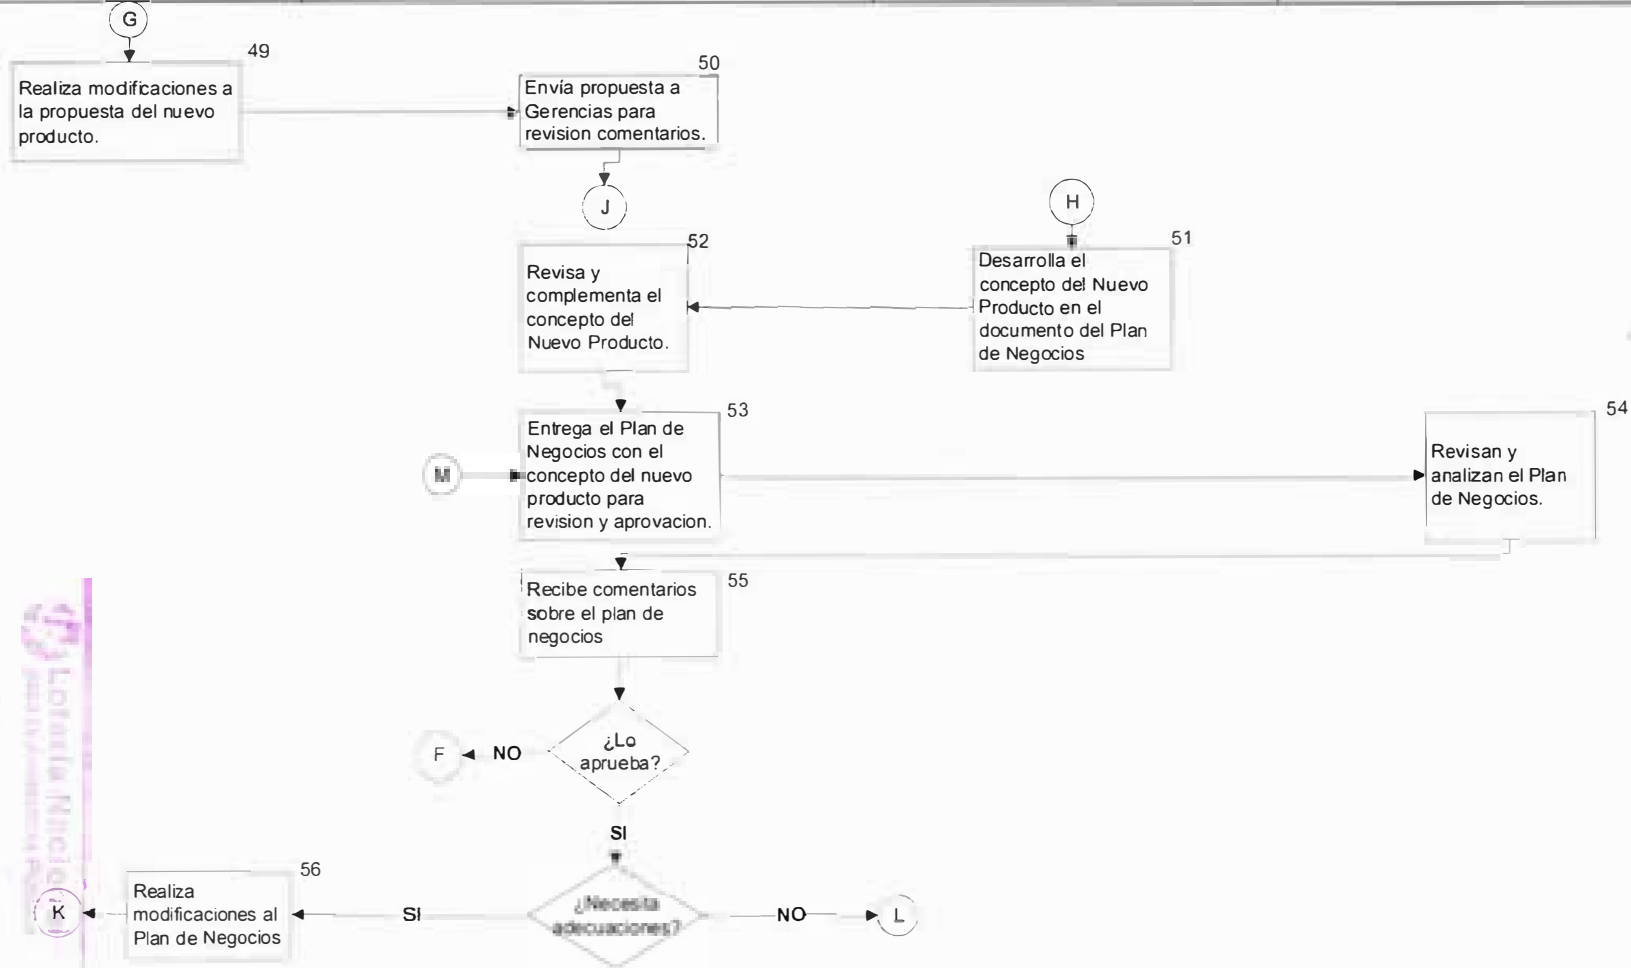 G
49
Realiza modificaciones a
la propuesta del nuevo
producto.
50
Envía propuesta a
Gerencias para
revision comentarios.
J
H
51
Desarrolla el
concepto del Nuevo
Producto en el
documento del Plan
de Negocios
52
Revisa y
complementa el
concepto del
Nuevo Producto.
M
53
Entrega el Plan de
Negocios con el
concepto del nuevo
producto para
revision y aprovacion.
54
Revisan y
analizan el Plan
de Negocios.
55
Recibe comentarios
sobre el plan de
negocios
¿Lo
aprueba?
NO
F
SI
¿Necesita
adecuaciones?
NO
L
SI
56
Realiza
modificaciones al
Plan de Negocios
K
Lotería Nacio